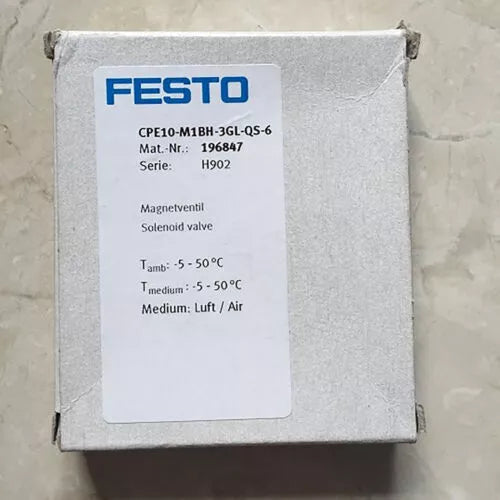 FESTO
CPE10-M1BH-3GL-QS-6
Mat.-Nr.: 196847
Serie: H902
Magnetventil
Solenoid valve
Tamb: -5 - 50 °C
Tmedium: -5 - 50 °C
Medium: Luft / Air